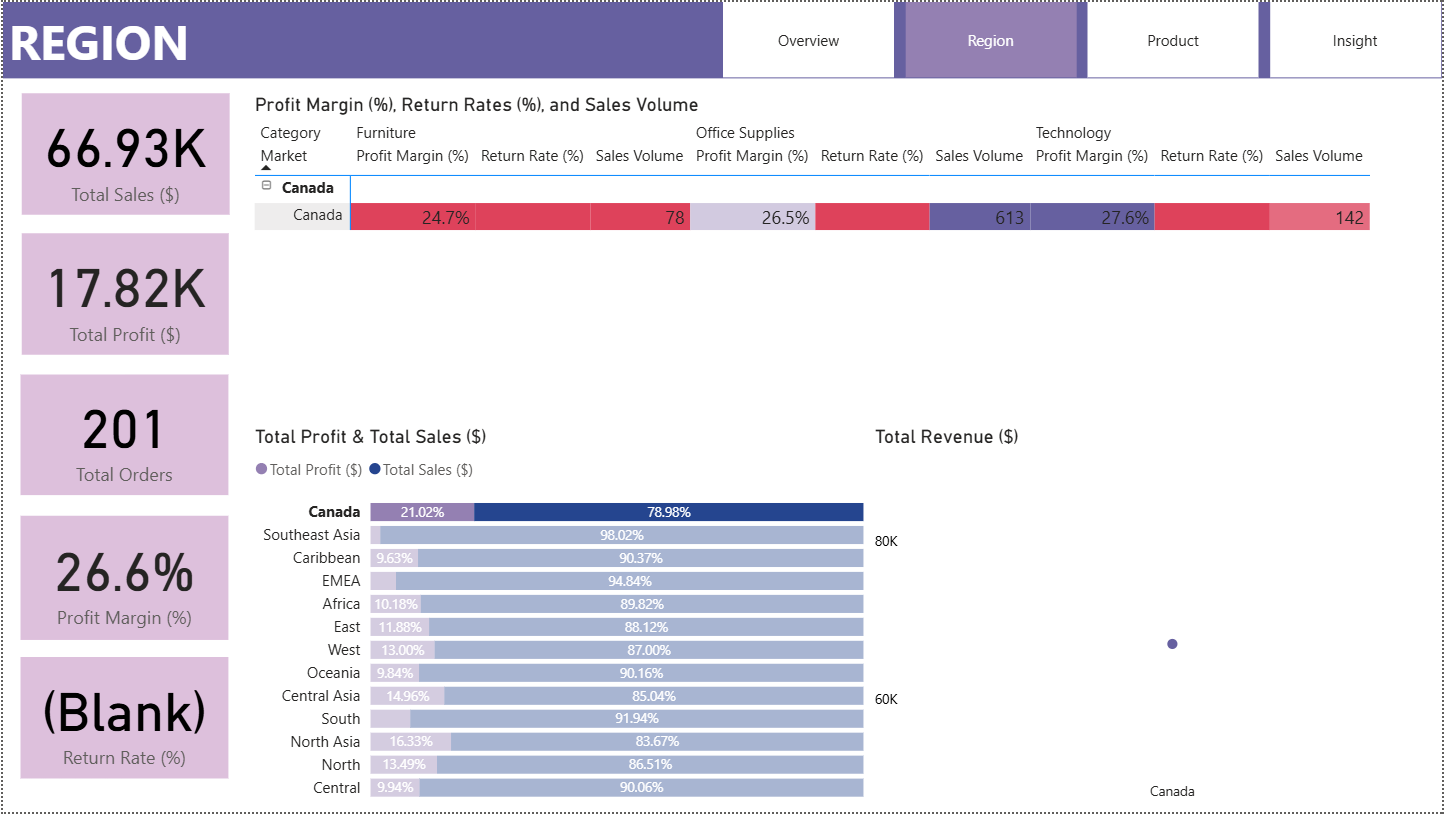 REGION
Overview
Region
Product
Insight
66.93K
Total Sales ($)
17.82K
Total Profit ($)
201
Total Orders
26.6%
Profit Margin (%)
(Blank)
Return Rate (%)
Profit Margin (%), Return Rates (%), and Sales Volume
Category Furniture Office Supplies Technology
Market Profit Margin (%) Return Rate (%) Sales Volume Profit Margin (%) Return Rate (%) Sales Volume Profit Margin (%) Return Rate (%) Sales Volume
Canada
Canada 24.7% 78 26.5% 613 27.6% 142
Total Profit & Total Sales ($)
Total Profit ($) Total Sales ($)
Canada 21.02% 78.98%
Southeast Asia 98.02%
Caribbean 9.63% 90.37%
EMEA 94.84%
Africa 10.18% 89.82%
East 11.88% 88.12%
West 13.00% 87.00%
Oceania 9.84% 90.16%
Central Asia 14.96% 85.04%
South 91.94%
North Asia 16.33% 83.67%
North 13.49% 86.51%
Central 9.94% 90.06%
Total Revenue ($)
80K
60K
Canada